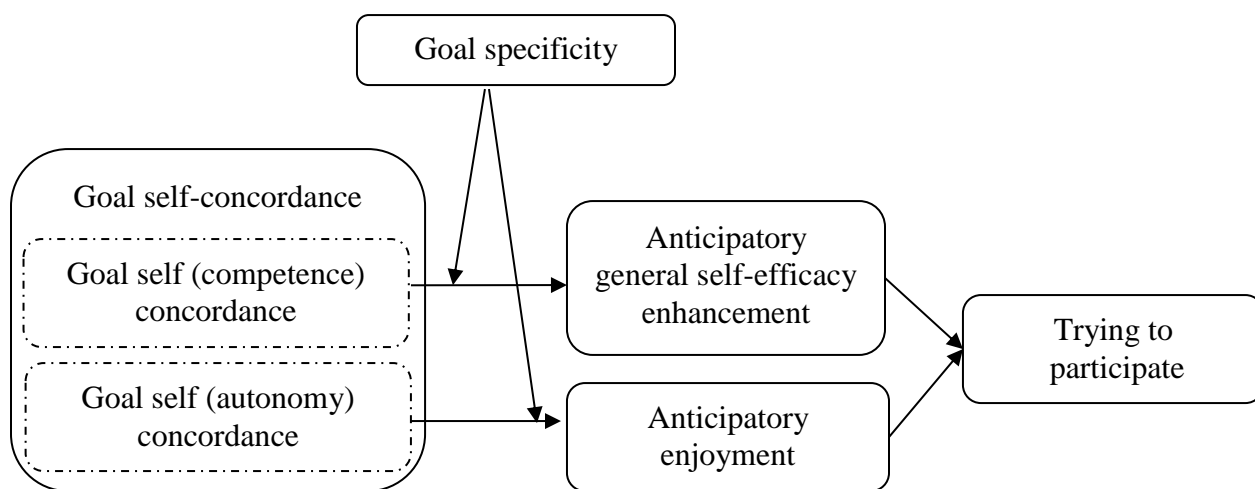 Goal specificity
Goal self-concordance
Goal self (competence)
concordance
Goal self (autonomy)
concordance
Anticipatory
general self-efficacy
enhancement
Anticipatory
enjoyment
Trying to
participate